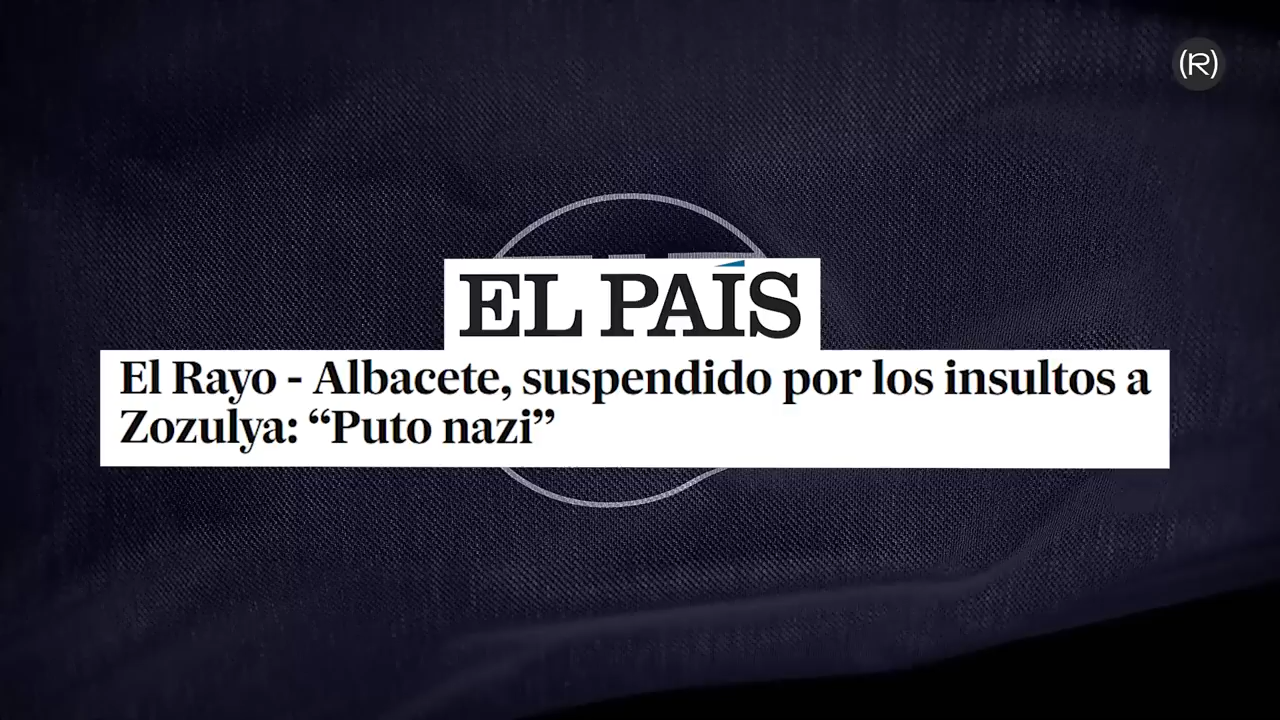 (R)
EL PAÍS
El Rayo - Albacete, suspendido por los insultos a
Zozulya: “Puto nazi”